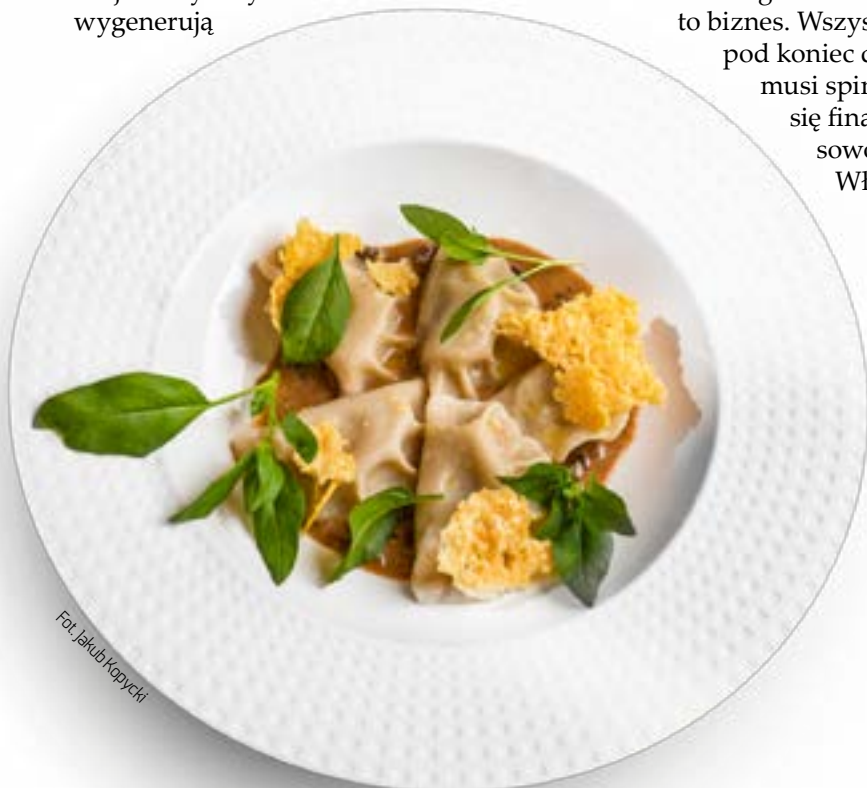 wygenerują
to biznes. Wszys
pod koniec
musi spin
się fina
sowo
Wł
Fot. Jakub Kopycki